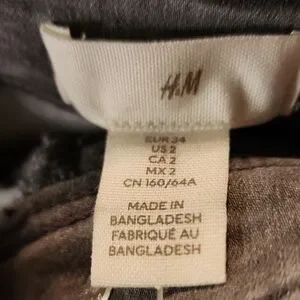 H&M
EUR 34
US 2
CA 2
MX 2
CN 160/64A
MADE IN
BANGLADESH
FABRIQUÉ AU
BANGLADESH